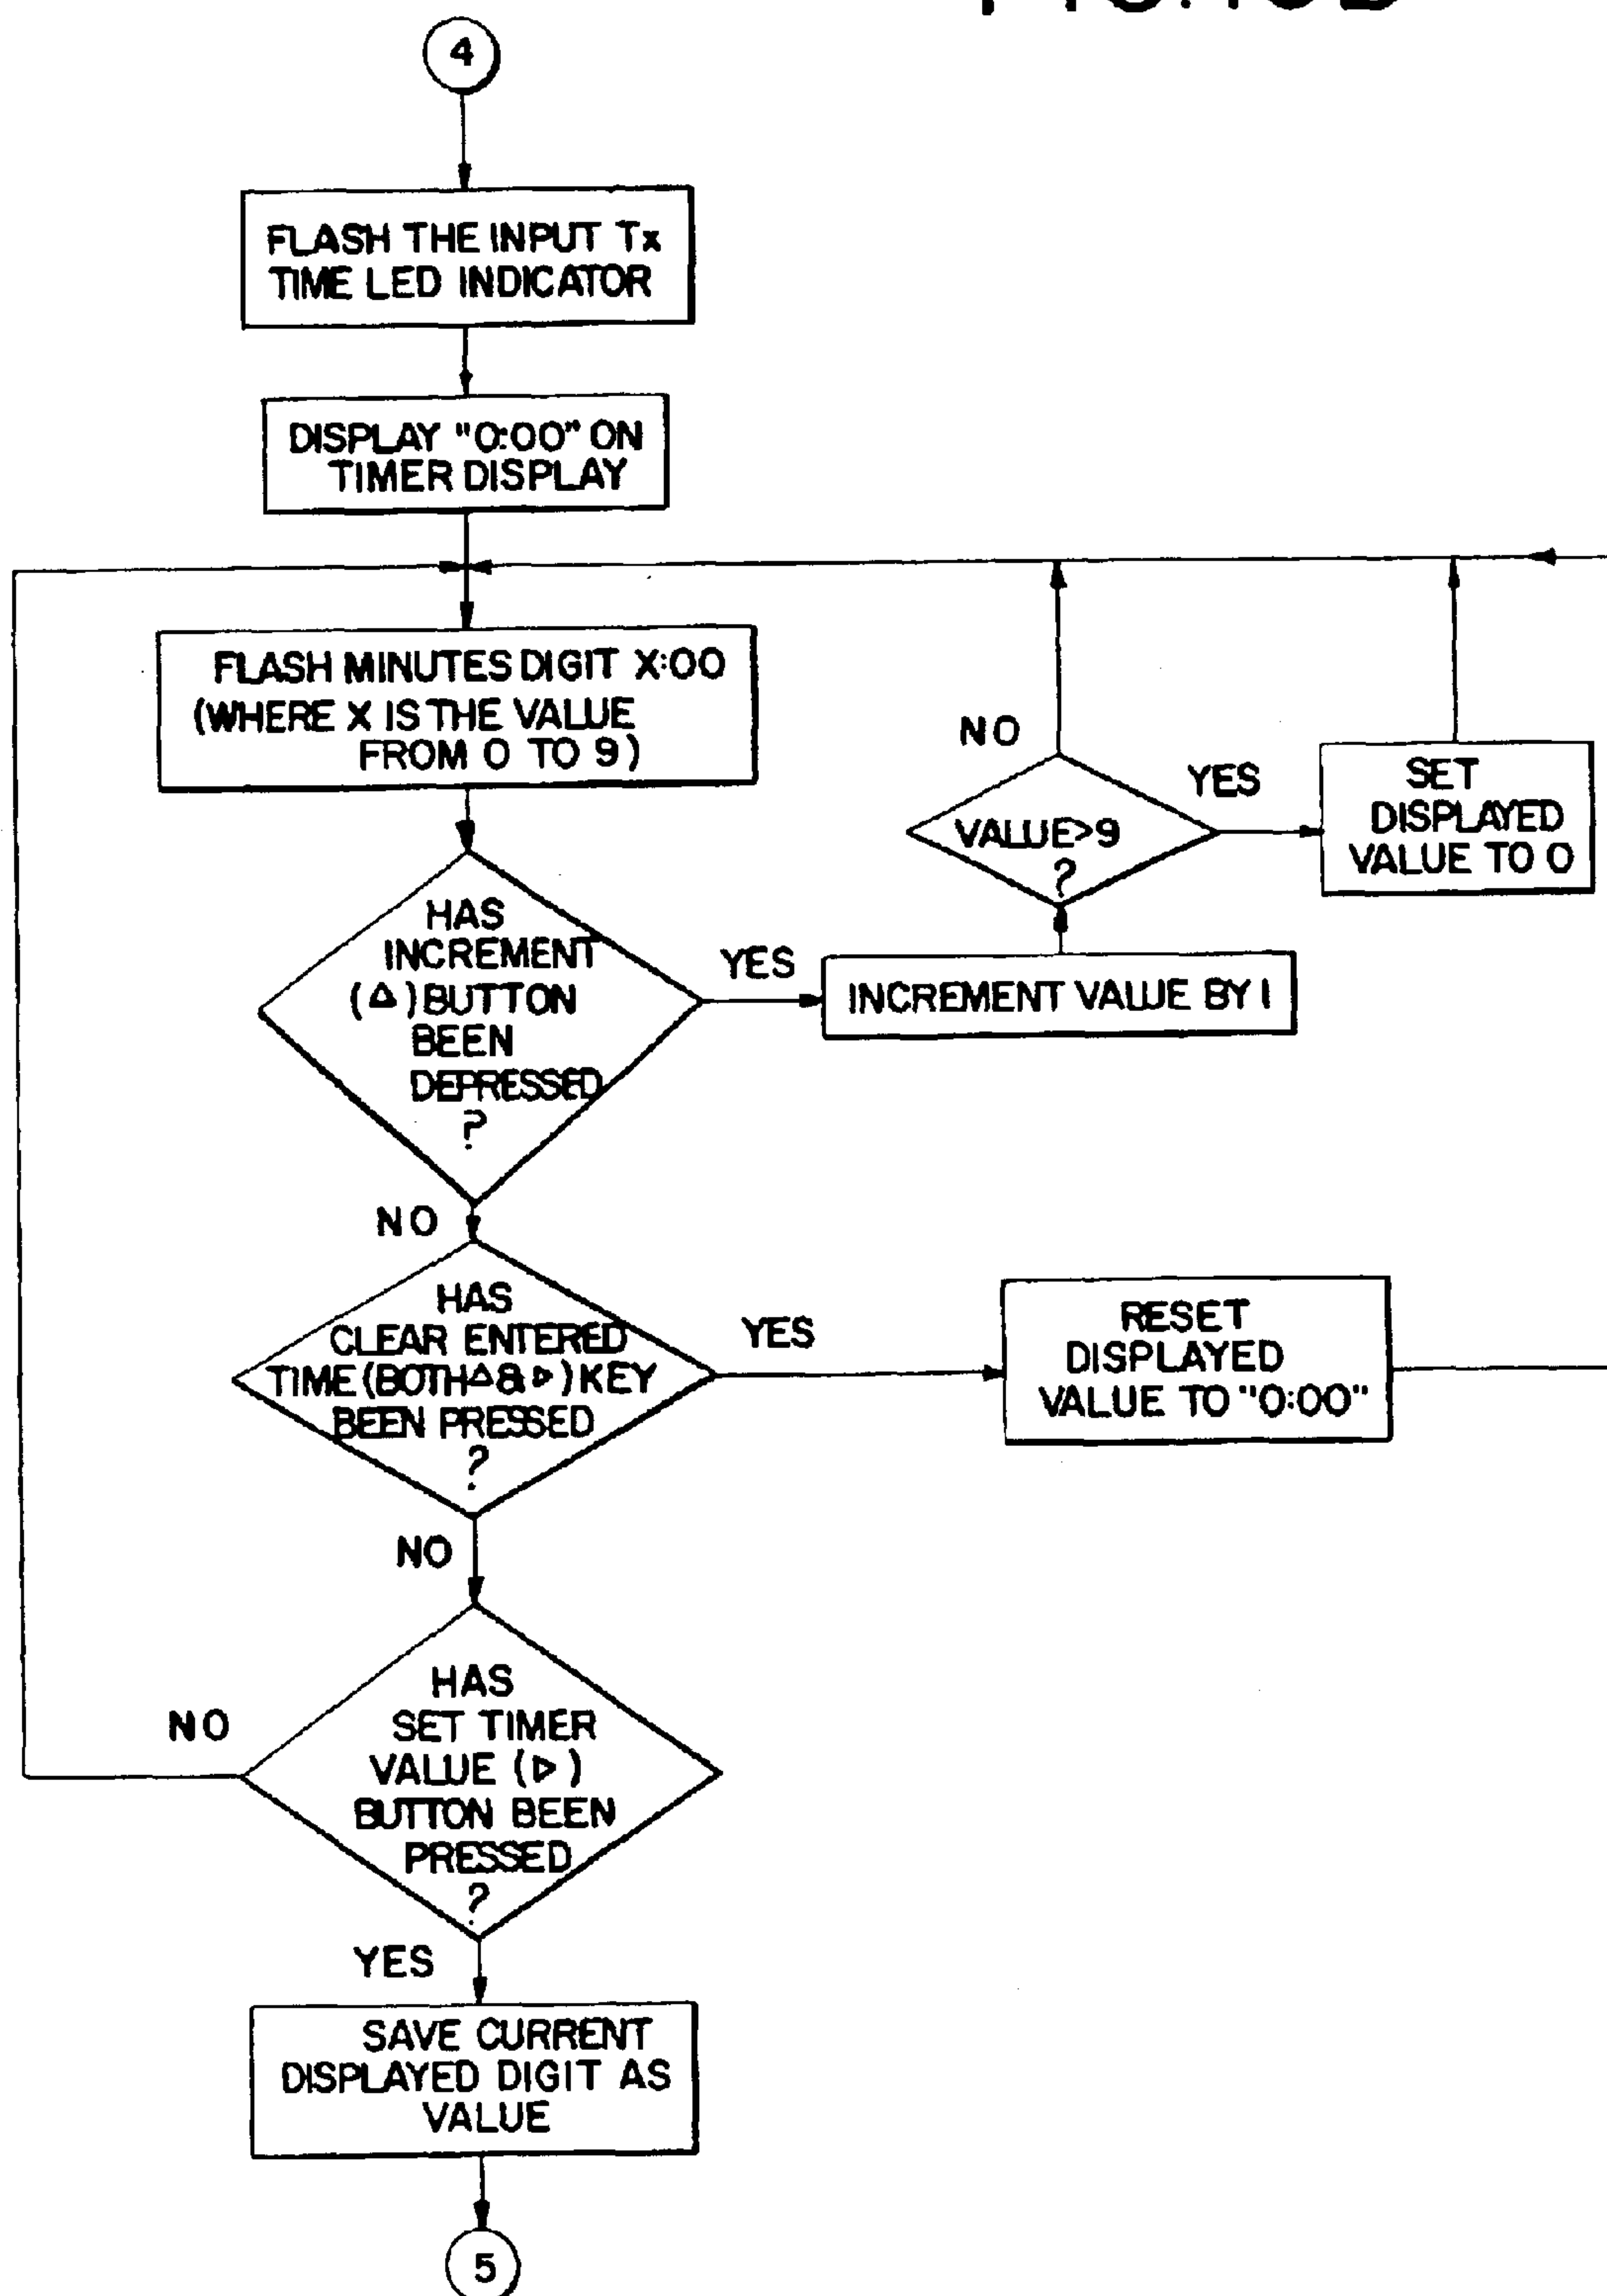 4
FLASH THE INPUT Tx
TIME LED INDICATOR
DISPLAY "0:00" ON
TIMER DISPLAY
FLASH MINUTES DIGIT X:00
(WHERE X IS THE VALUE
FROM 0 TO 9)
HAS
INCREMENT
(△) BUTTON
BEEN
DEPRESSED
?
YES
INCREMENT VALUE BY 1
VALUE>9
?
NO
YES
SET
DISPLAYED
VALUE TO 0
NO
HAS
CLEAR ENTERED
TIME (BOTH △ & ▷) KEY
BEEN PRESSED
?
YES
RESET
DISPLAYED
VALUE TO "0:00"
NO
HAS
SET TIMER
VALUE (▷)
BUTTON BEEN
PRESSED
?
NO
YES
SAVE CURRENT
DISPLAYED DIGIT AS
VALUE
5